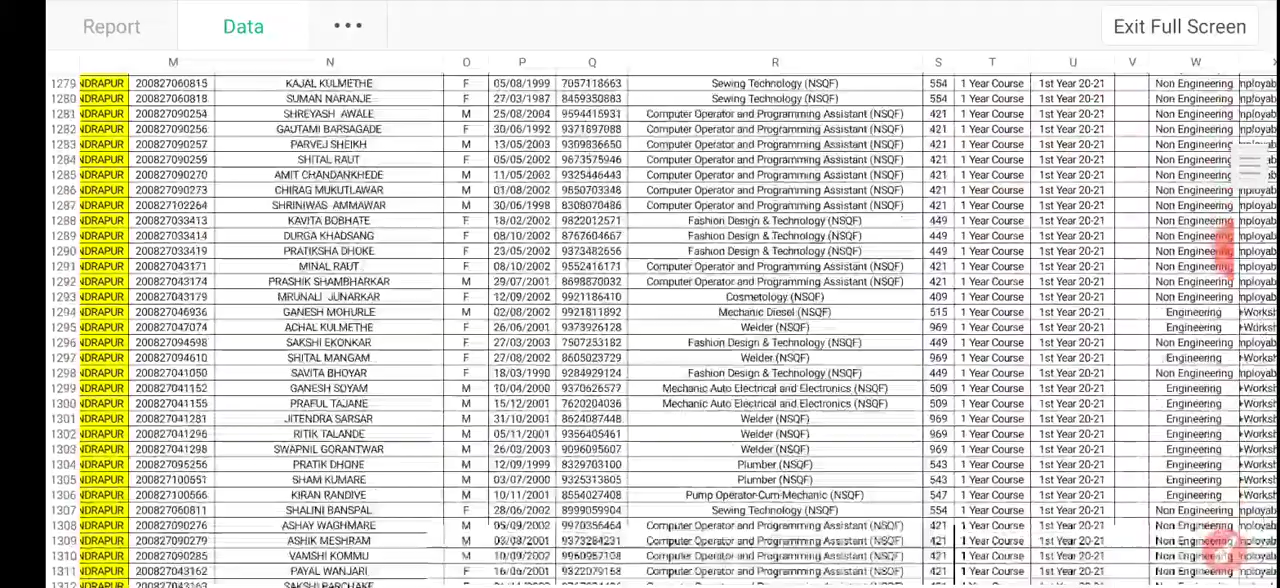 Report Data ••• Exit Full Screen
M N O P Q R S T U V W
1279 NDRAPUR 200827060815 KAJAL KULMETHE F 05/08/1999 7057118663 Sewing Technology (NSQF) 554 1 Year Course 1st Year 20-21 Non Engineering mployab
1280 NDRAPUR 200827060818 SUMAN NARANJE F 27/03/1987 8459350883 Sewing Technology (NSQF) 554 1 Year Course 1st Year 20-21 Non Engineering mployab
1281 NDRAPUR 200827090254 SHREYASH AWALE M 25/08/2004 9594415931 Computer Operator and Programming Assistant (NSQF) 421 1 Year Course 1st Year 20-21 Non Engineering mployab
1282 NDRAPUR 200827090256 GAUTAMI BARSAGADE F 30/06/1992 9371697088 Computer Operator and Programming Assistant (NSQF) 421 1 Year Course 1st Year 20-21 Non Engineering mployab
1283 NDRAPUR 200827090257 PARVEJ SHEIKH M 13/05/2003 9309836650 Computer Operator and Programming Assistant (NSQF) 421 1 Year Course 1st Year 20-21 Non Engineering
1284 NDRAPUR 200827090259 SHITAL RAUT F 05/05/2002 9673575946 Computer Operator and Programming Assistant (NSQF) 421 1 Year Course 1st Year 20-21 Non Engineering
1285 NDRAPUR 200827090270 AMIT CHANDANKHEDE M 11/05/2002 9325446443 Computer Operator and Programming Assistant (NSQF) 421 1 Year Course 1st Year 20-21 Non Engineering
1286 NDRAPUR 200827090273 CHIRAG MUKUTLAWAR M 01/08/2002 9650703348 Computer Operator and Programming Assistant (NSQF) 421 1 Year Course 1st Year 20-21 Non Engineering mployab
1287 NDRAPUR 200827102264 SHRINIWAS AMMAWAR M 30/06/1998 8308070486 Computer Operator and Programming Assistant (NSQF) 421 1 Year Course 1st Year 20-21 Non Engineering mployab
1288 NDRAPUR 200827033413 KAVITA BOBHATE F 18/02/2002 9822012571 Fashion Design & Technology (NSQF) 449 1 Year Course 1st Year 20-21 Non Engineering mployab
1289 NDRAPUR 200827033414 DURGA KHADSANG F 08/10/2002 8767604667 Fashion Design & Technology (NSQF) 449 1 Year Course 1st Year 20-21 Non Engineering mployab
1290 NDRAPUR 200827033419 PRATIKSHA DHOKE F 23/05/2002 9373482656 Fashion Design & Technology (NSQF) 449 1 Year Course 1st Year 20-21 Non Engineering mployab
1291 NDRAPUR 200827043171 MINAL RAUT F 08/10/2002 9552416171 Computer Operator and Programming Assistant (NSQF) 421 1 Year Course 1st Year 20-21 Non Engineering mployab
1292 NDRAPUR 200827043174 PRASHIK SHAMBHARKAR M 29/07/2001 8698870032 Computer Operator and Programming Assistant (NSQF) 421 1 Year Course 1st Year 20-21 Non Engineering mployab
1293 NDRAPUR 200827043179 MRUNALI JUNARKAR F 12/09/2002 9921186410 Cosmetology (NSQF) 409 1 Year Course 1st Year 20-21 Non Engineering mployab
1294 NDRAPUR 200827046936 GANESH MOHURLE M 02/08/2002 9921811892 Mechanic Diesel (NSQF) 515 1 Year Course 1st Year 20-21 Engineering +Worksh
1295 NDRAPUR 200827047074 ACHAL KULMETHE F 26/06/2001 9373926128 Welder (NSQF) 969 1 Year Course 1st Year 20-21 Engineering +Worksh
1296 NDRAPUR 200827094598 SAKSHI EKONKAR F 27/03/2003 7507253182 Fashion Design & Technology (NSQF) 449 1 Year Course 1st Year 20-21 Non Engineering mployab
1297 NDRAPUR 200827094610 SHITAL MANGAM F 27/08/2002 8605023729 Welder (NSQF) 969 1 Year Course 1st Year 20-21 Engineering +Worksh
1298 NDRAPUR 200827041050 SAVITA BHOYAR F 18/03/1990 9284929124 Fashion Design & Technology (NSQF) 449 1 Year Course 1st Year 20-21 Non Engineering mployab
1299 NDRAPUR 200827041152 GANESH SOYAM M 10/04/2000 9370626577 Mechanic Auto Electrical and Electronics (NSQF) 509 1 Year Course 1st Year 20-21 Engineering +Worksh
1300 NDRAPUR 200827041155 PRAFUL TAJANE M 15/12/2001 7620204036 Mechanic Auto Electrical and Electronics (NSQF) 509 1 Year Course 1st Year 20-21 Engineering +Worksh
1301 NDRAPUR 200827041281 JITENDRA SARSAR M 31/10/2001 8624087448 Welder (NSQF) 969 1 Year Course 1st Year 20-21 Engineering +Worksh
1302 NDRAPUR 200827041296 RITIK TALANDE M 05/11/2001 9356405461 Welder (NSQF) 969 1 Year Course 1st Year 20-21 Engineering +Worksh
1303 NDRAPUR 200827041298 SWAPNIL GORANTWAR M 26/03/2003 9096095607 Welder (NSQF) 969 1 Year Course 1st Year 20-21 Engineering +Worksh
1304 NDRAPUR 200827095256 PRATIK DHONE M 12/09/1999 8329703100 Plumber (NSQF) 543 1 Year Course 1st Year 20-21 Engineering +Worksh
1305 NDRAPUR 200827100551 SHAM KUMARE M 03/07/2000 9325313805 Plumber (NSQF) 543 1 Year Course 1st Year 20-21 Engineering +Worksh
1306 NDRAPUR 200827100566 KIRAN RANDIVE M 10/11/2001 8554027408 Pump Operator-Cum-Mechanic (NSQF) 547 1 Year Course 1st Year 20-21 Engineering +Worksh
1307 NDRAPUR 200827060811 SHALINI BANSPAL F 28/06/2002 8999059904 Sewing Technology (NSQF) 554 1 Year Course 1st Year 20-21 Non Engineering mployab
1308 NDRAPUR 200827090276 ASHAY WAGHMARE M 9970356464 Computer Operator and Programming Assistant (NSQF) 421 1 Year Course 1st Year 20-21 Non Engineering mployab
1309 NDRAPUR 200827090279 ASHIK MESHRAM M 9373284231 Computer Operator and Programming Assistant (NSQF) 421 1 Year Course 1st Year 20-21 Non
1310 NDRAPUR 200827090285 VAMSHI KOMMU M Computer Operator and Programming Assistant (NSQF) 421 1 Year Course 1st Year 20-21 Non
1311 NDRAPUR 200827043162 PAYAL WANJARI F 9322079158 Computer Operator and Programming Assistant (NSQF) 421 1 Year Course 1st Year 20-21 Non Engineering mployab